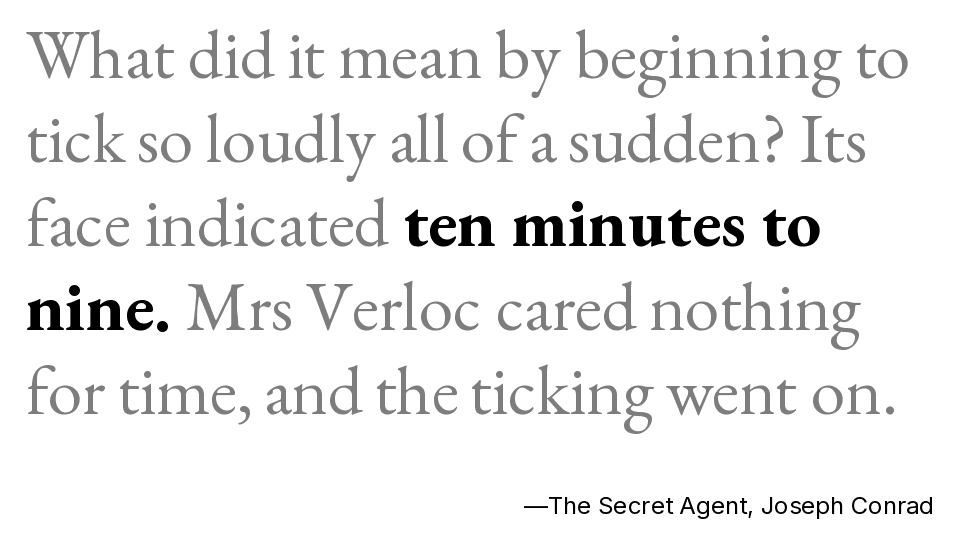 What did it mean by beginning to
tick so loudly all of a sudden? Its
face indicated ten minutes to
nine. Mrs Verloc cared nothing
for time, and the ticking went on.
—The Secret Agent, Joseph Conrad